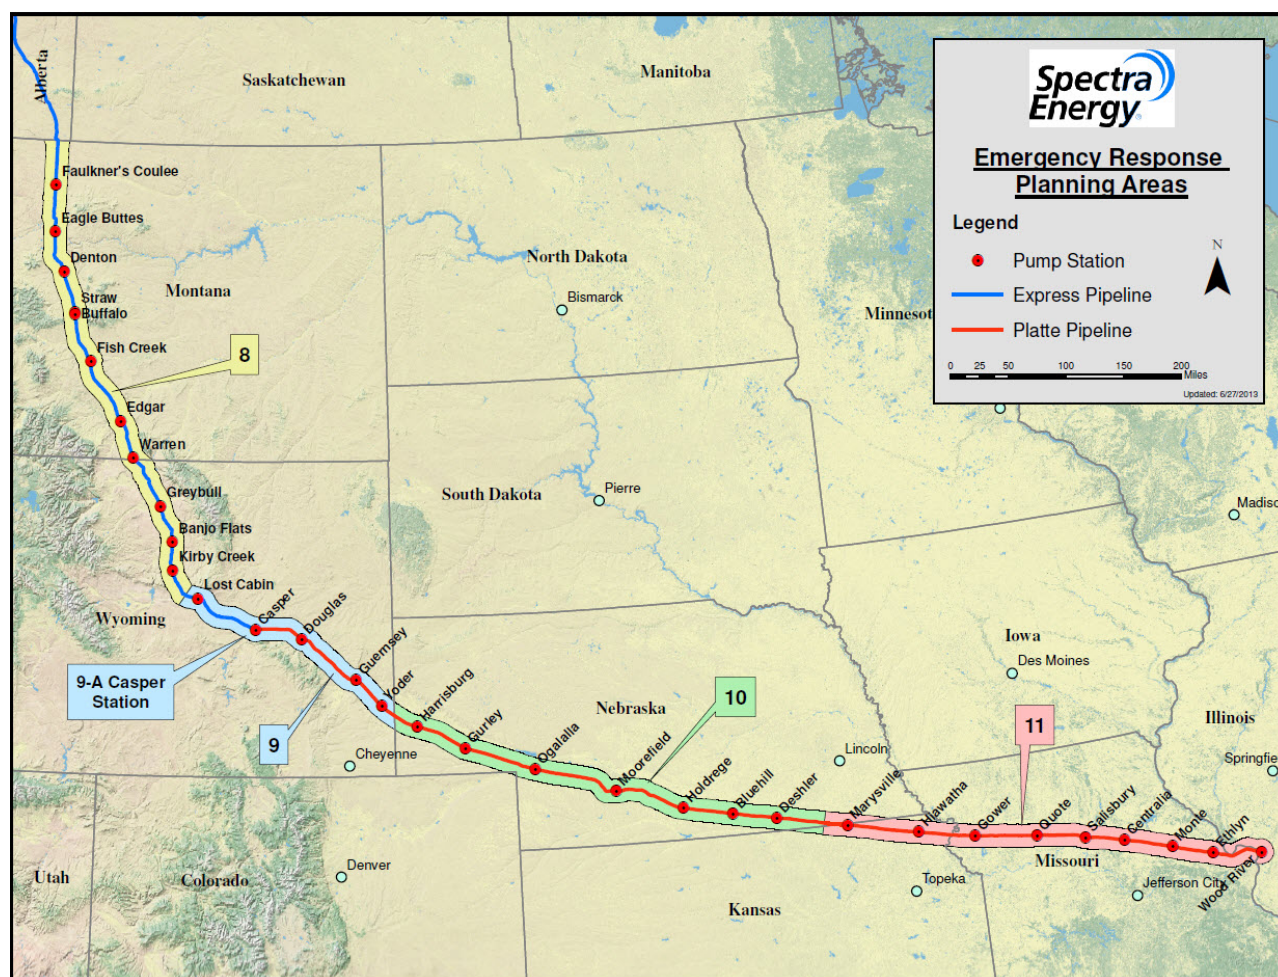 Alberta
Saskatchewan
Manitoba
Spectra
Energy
Emergency Response
Planning Areas
Legend
N
Pump Station
Express Pipeline
Platte Pipeline
0 25 50 100 150 200
Miles
Updated: 6/27/2013
Faulkner's Coulee
Eagle Buttes
Denton
Montana
Straw
Buffalo
Fish Creek
8
Edgar
Warren
North Dakota
Bismarck
Minnesot
Greybull
Banjo Flats
Kirby Creek
Lost Cabin
South Dakota
Pierre
Madiso
Wyoming
Casper
Douglas
Guernsey
Yoder
Harrisburg
Gurley
Ogalalla
Moorefield
Holdrege
Bluehill
Deshler
Marysville
Hiawatha
Gower
Quote
Salisbury
Centralia
Monte
Ethlyn
Wood River
9-A Casper
Station
9
10
11
Nebraska
Iowa
Des Moines
Illinois
Springfie
Cheyenne
Lincoln
Utah
Colorado
Denver
Kansas
Topeka
Missouri
Jefferson City